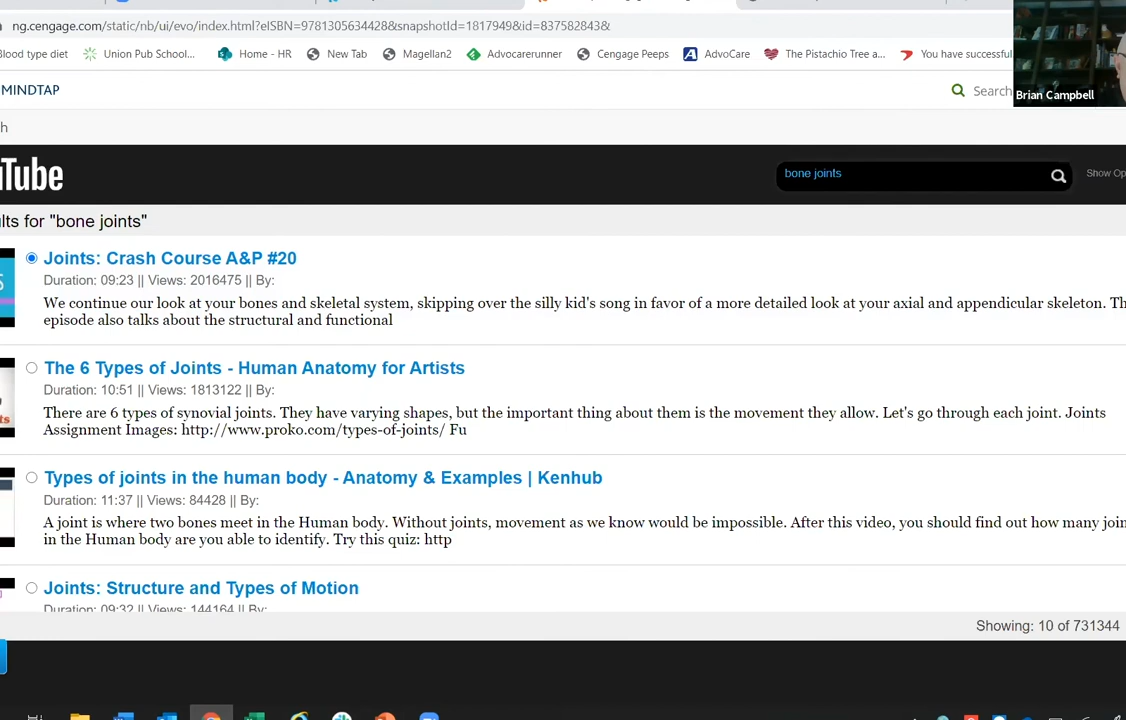 ng.cengage.com/static/nb/ui/evo/index.html?eISBN=9781305634428&snapshotId=1817949&id=837582843&
Blood type diet Union Pub School... Home - HR New Tab Magellan2 Advocarerunner Cengage Peeps AdvoCare The Pistachio Tree a... You have successful
MINDTAP
Search
Brian Campbell
h
uTube
bone joints
Show Op
lts for "bone joints"
Joints: Crash Course A&P #20
Duration: 09:23 || Views: 2016475 || By:
We continue our look at your bones and skeletal system, skipping over the silly kid's song in favor of a more detailed look at your axial and appendicular skeleton. Th
episode also talks about the structural and functional
The 6 Types of Joints - Human Anatomy for Artists
Duration: 10:51 || Views: 1813122 || By:
There are 6 types of synovial joints. They have varying shapes, but the important thing about them is the movement they allow. Let's go through each joint. Joints
Assignment Images: http://www.proko.com/types-of-joints/ Fu
Types of joints in the human body - Anatomy & Examples | Kenhub
Duration: 11:37 || Views: 84428 || By:
A joint is where two bones meet in the Human body. Without joints, movement as we know would be impossible. After this video, you should find out how many join
in the Human body are you able to identify. Try this quiz: http
Joints: Structure and Types of Motion
Duration: 09:32 || Views: 144164 || By:
Showing: 10 of 731344